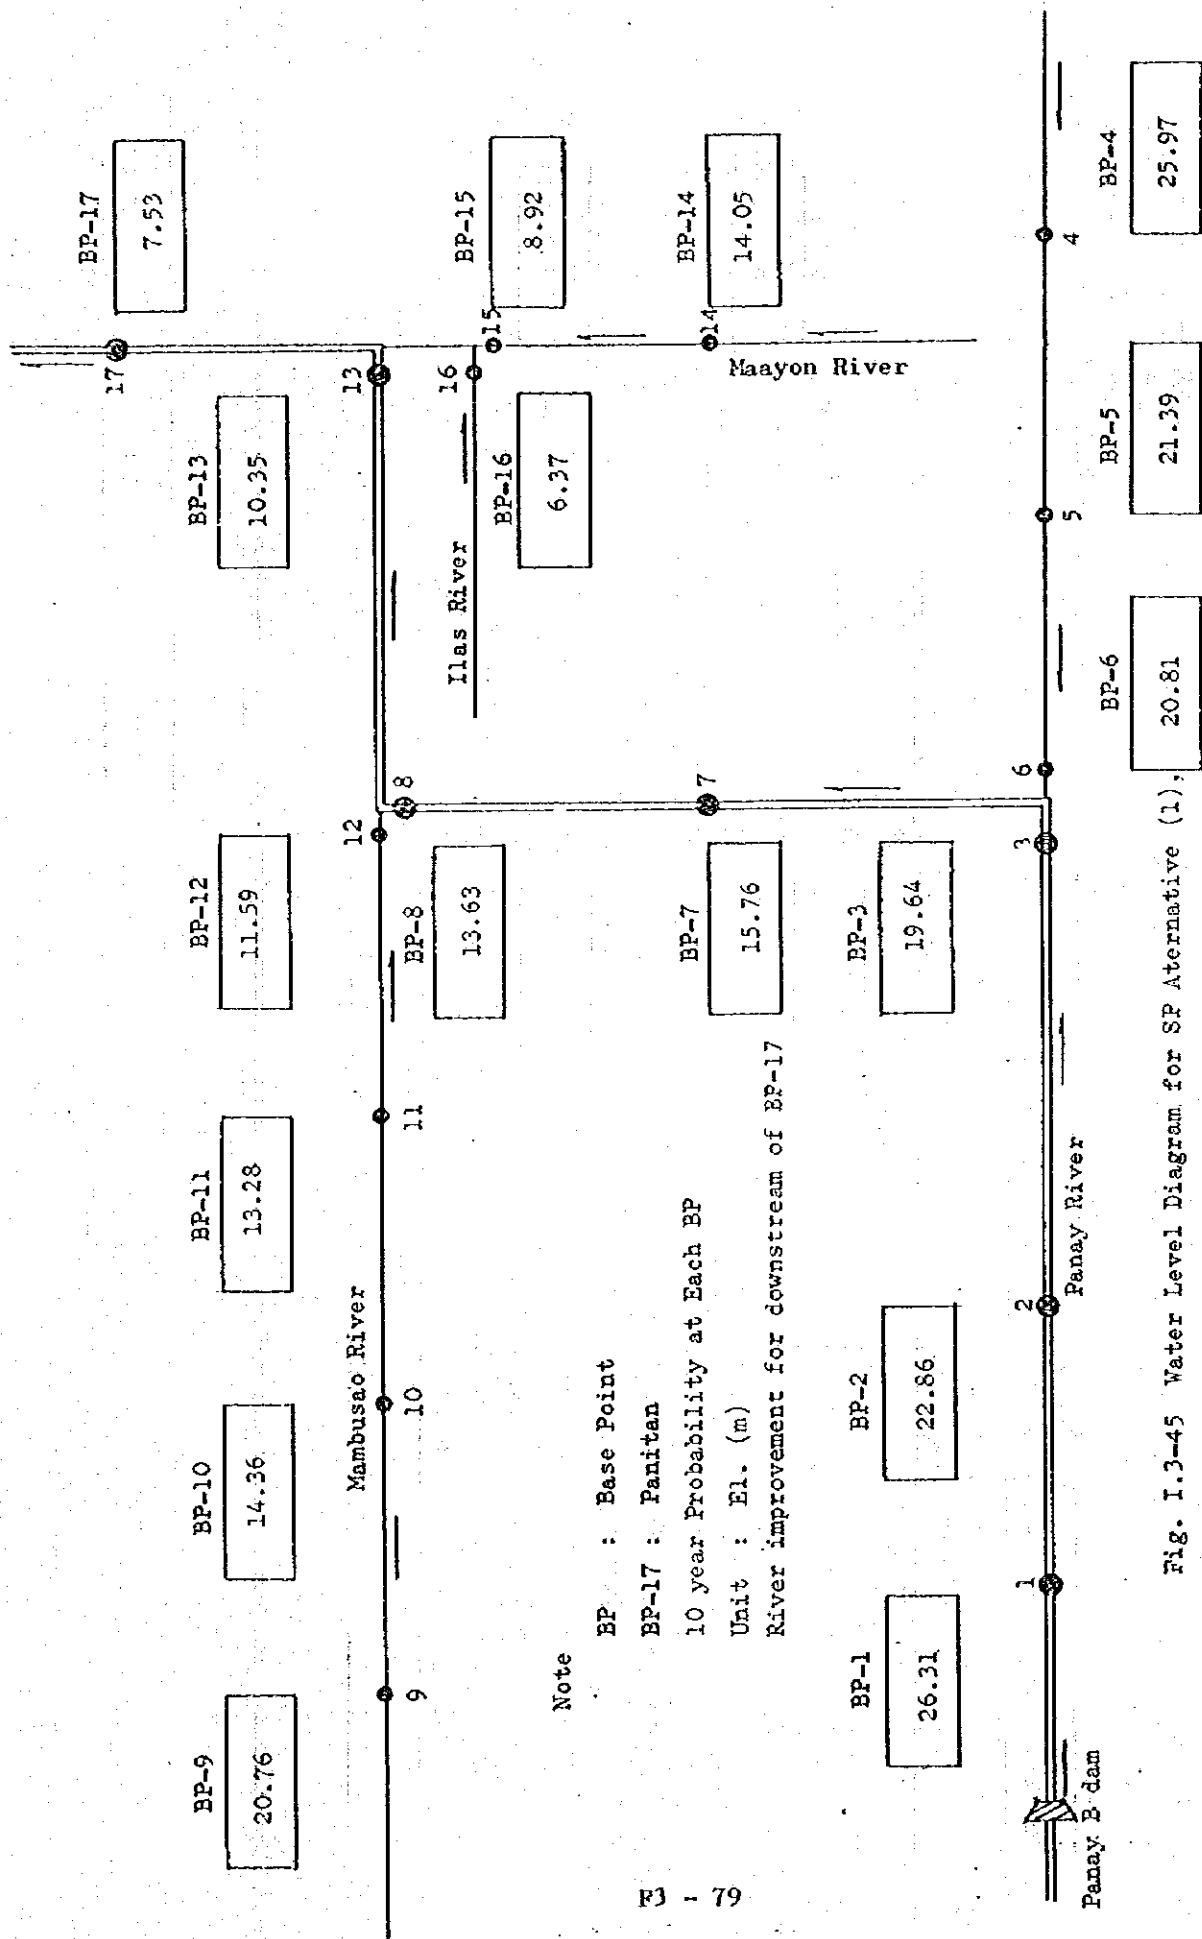 BP-9
20.76
BP-10
14.36
BP-11
13.28
BP-12
11.59
BP-13
10.35
BP-17
7.53
17
Mambusao River
9
10
11
12
8
13
BP-8
13.63
Ilas River
16
15
BP-16
6.37
BP-15
8.92
Note
BP : Base Point
BP-17 : Panitan
10 year Probability at Each BP
Unit : El. (m)
River improvement for downstream of BP-17
BP-7
15.76
7
14
BP-14
14.05
Maayon River
BP-1
26.31
BP-2
22.86
BP-3
19.64
1
2
3
6
5
4
Panay B dam
Panay River
BP-6
20.81
BP-5
21.39
BP-4
25.97
Fig. I.3-45 Water Level Diagram for SP Aternative (1),
F3 - 79